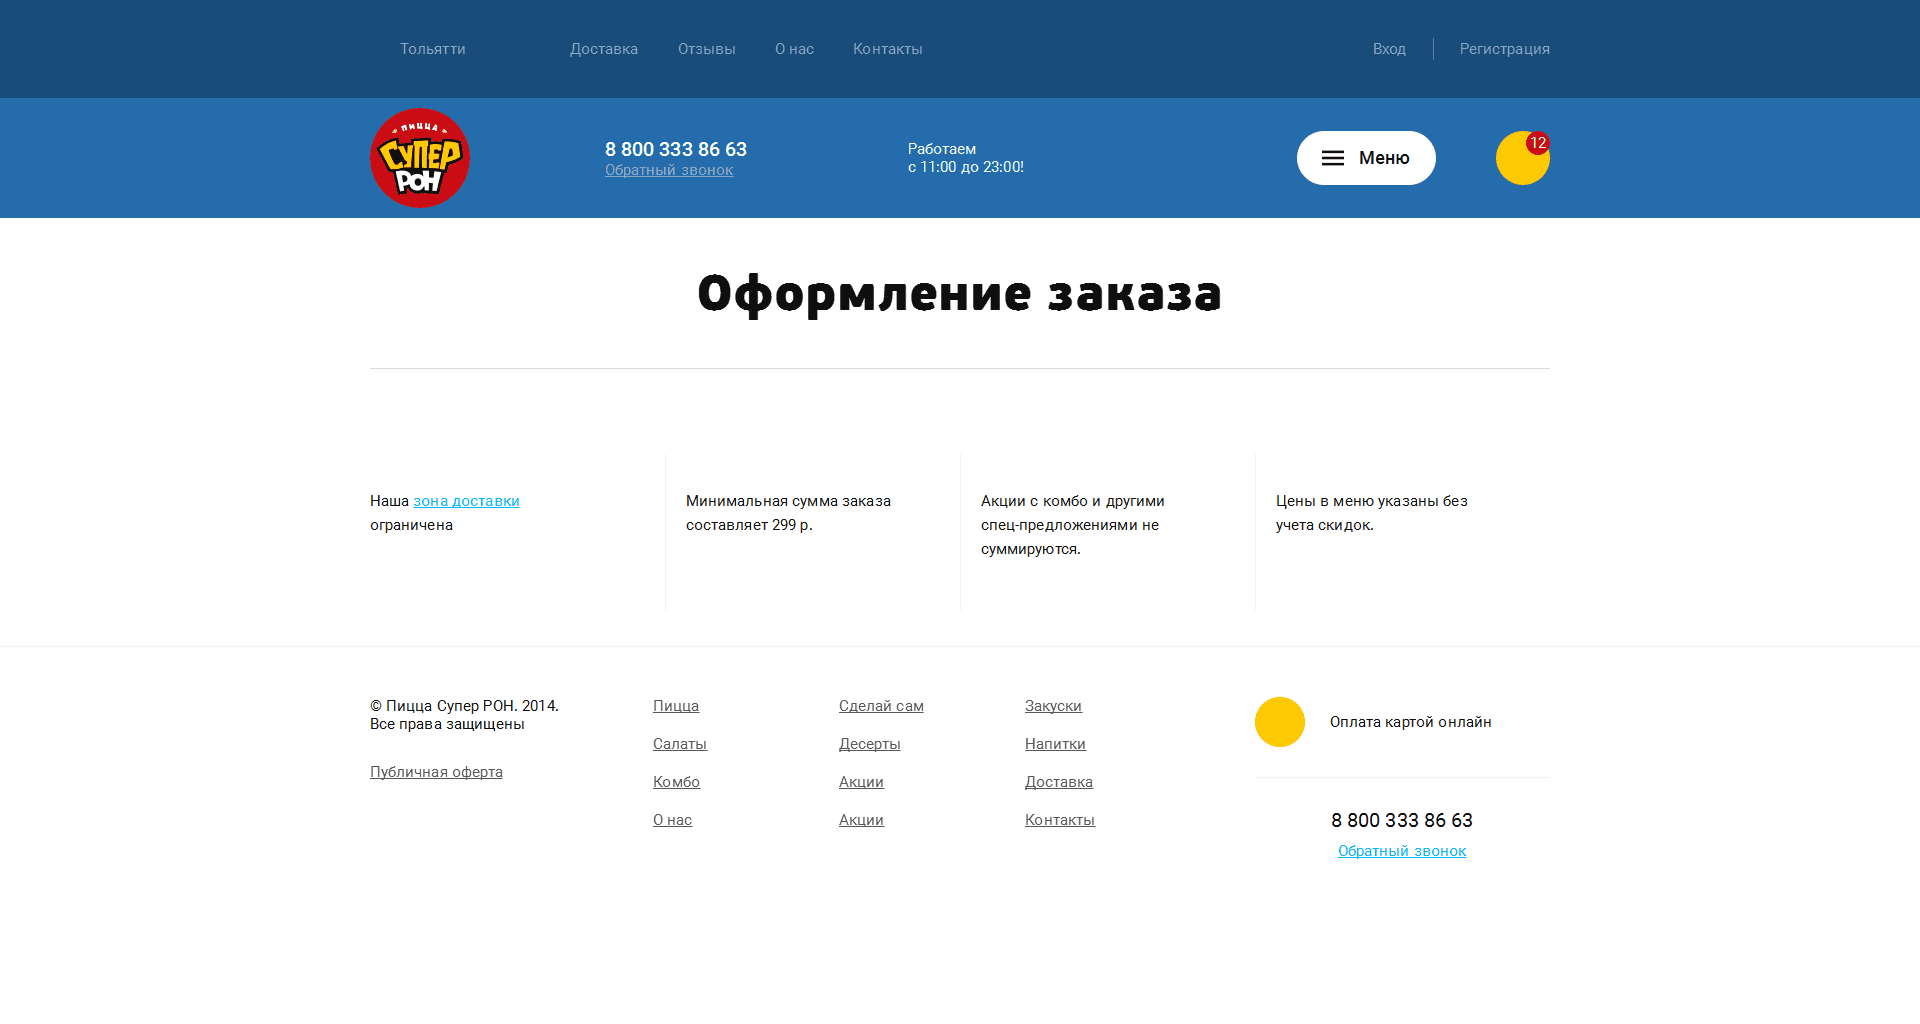 Тольятти
Доставка
Отзывы
О нас
Контакты
Вход
Регистрация
ПИЦЦА
СУПЕР
РОН
8 800 333 86 63
Обратный звонок
Работаем
с 11:00 до 23:00!
Меню
12
Оформление заказа
Наша зона доставки
ограничена
Минимальная сумма заказа
составляет 299 р.
Акции с комбо и другими
спец-предложениями не
суммируются.
Цены в меню указаны без
учета скидок.
© Пицца Супер РОН. 2014.
Все права защищены
Публичная оферта
Пицца
Салаты
Комбо
О нас
Сделай сам
Десерты
Акции
Акции
Закуски
Напитки
Доставка
Контакты
Оплата картой онлайн
8 800 333 86 63
Обратный звонок